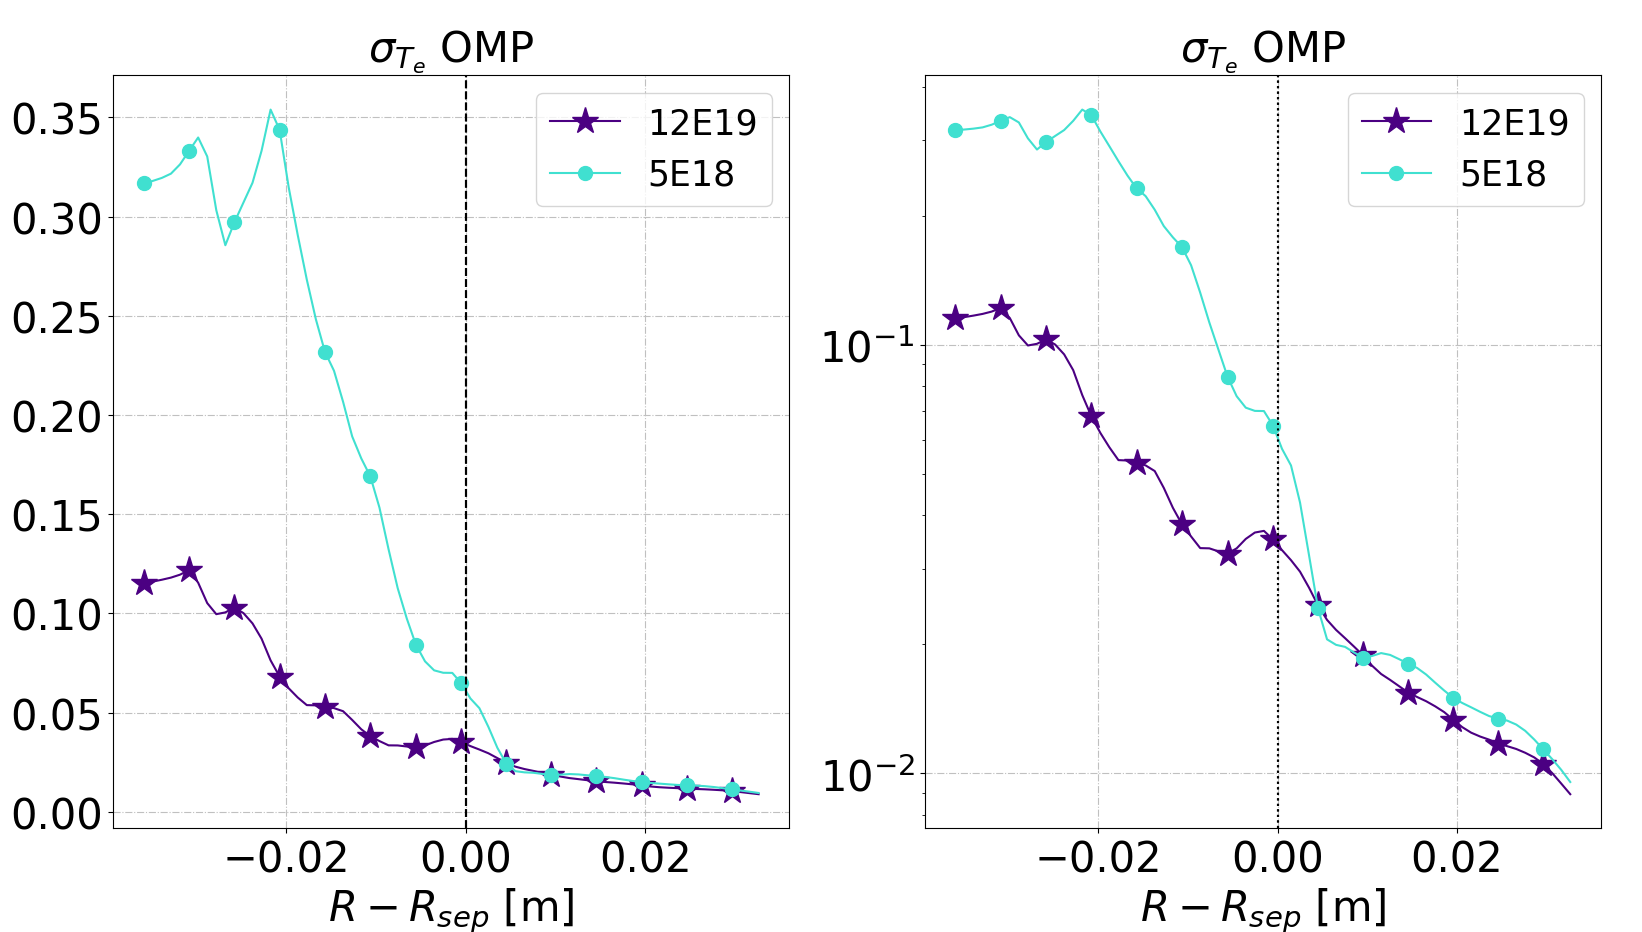 σ_{T_e} OMP
0.35
0.30
0.25
0.20
0.15
0.10
0.05
0.00
12E19
5E18
−0.02 0.00 0.02
R − R_{sep} [m]
σ_{T_e} OMP
10^{−1}
10^{−2}
12E19
5E18
−0.02 0.00 0.02
R − R_{sep} [m]